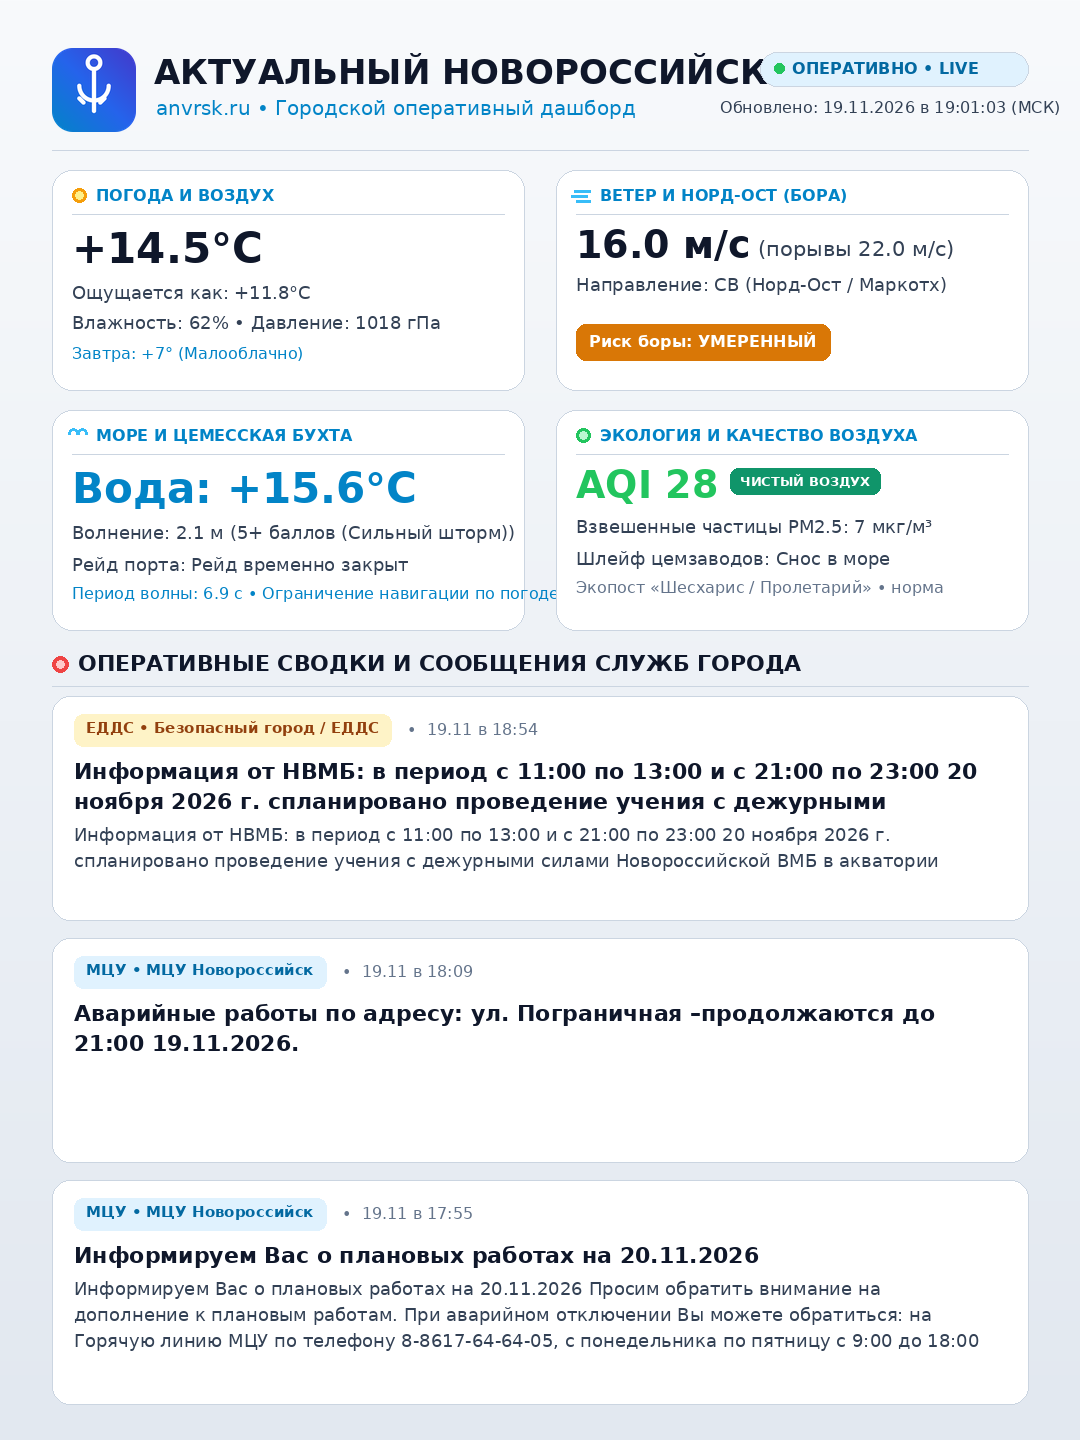 АКТУАЛЬНЫЙ НОВОРОССИЙСК
ОПЕРАТИВНО • LIVE
anvrsk.ru • Городской оперативный дашборд
Обновлено: 19.11.2026 в 19:01:03 (МСК)
ПОГОДА И ВОЗДУХ
+14.5°C
Ощущается как: +11.8°C
Влажность: 62% • Давление: 1018 гПа
Завтра: +7° (Малооблачно)
ВЕТЕР И НОРД-ОСТ (БОРА)
16.0 м/с (порывы 22.0 м/с)
Направление: СВ (Норд-Ост / Маркотх)
Риск боры: УМЕРЕННЫЙ
МОРЕ И ЦЕМЕССКАЯ БУХТА
Вода: +15.6°C
Волнение: 2.1 м (5+ баллов (Сильный шторм))
Рейд порта: Рейд временно закрыт
Период волны: 6.9 с • Ограничение навигации по погоде
ЭКОЛОГИЯ И КАЧЕСТВО ВОЗДУХА
AQI 28 ЧИСТЫЙ ВОЗДУХ
Взвешенные частицы PM2.5: 7 мкг/м³
Шлейф цемзаводов: Снос в море
Экопост «Шесхарис / Пролетарий» • норма
ОПЕРАТИВНЫЕ СВОДКИ И СООБЩЕНИЯ СЛУЖБ ГОРОДА
ЕДДС • Безопасный город / ЕДДС • 19.11 в 18:54
Информация от НВМБ: в период с 11:00 по 13:00 и с 21:00 по 23:00 20
ноября 2026 г. спланировано проведение учения с дежурными
Информация от НВМБ: в период с 11:00 по 13:00 и с 21:00 по 23:00 20 ноября 2026 г.
спланировано проведение учения с дежурными силами Новороссийской ВМБ в акватории
МЦУ • МЦУ Новороссийск • 19.11 в 18:09
Аварийные работы по адресу: ул. Пограничная –продолжаются до
21:00 19.11.2026.
МЦУ • МЦУ Новороссийск • 19.11 в 17:55
Информируем Вас о плановых работах на 20.11.2026
Информируем Вас о плановых работах на 20.11.2026 Просим обратить внимание на
дополнение к плановым работам. При аварийном отключении Вы можете обратиться: на
Горячую линию МЦУ по телефону 8-8617-64-64-05, с понедельника по пятницу с 9:00 до 18:00